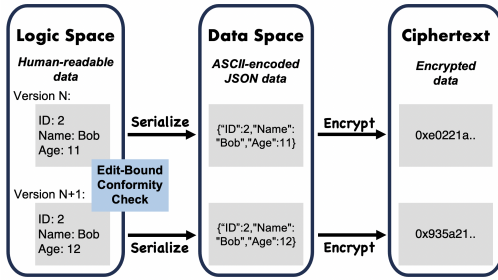 Logic Space
Human-readable
data
Version N:
ID: 2
Name: Bob
Age: 11
Edit-Bound
Conformity
Check
Version N+1:
ID: 2
Name: Bob
Age: 12
Serialize
Serialize
Data Space
ASCII-encoded
JSON data
{"ID":2,"Name":
"Bob","Age":11}
{"ID":2,"Name":
"Bob","Age":12}
Encrypt
Encrypt
Ciphertext
Encrypted
data
0xe0221a..
0x935a21..